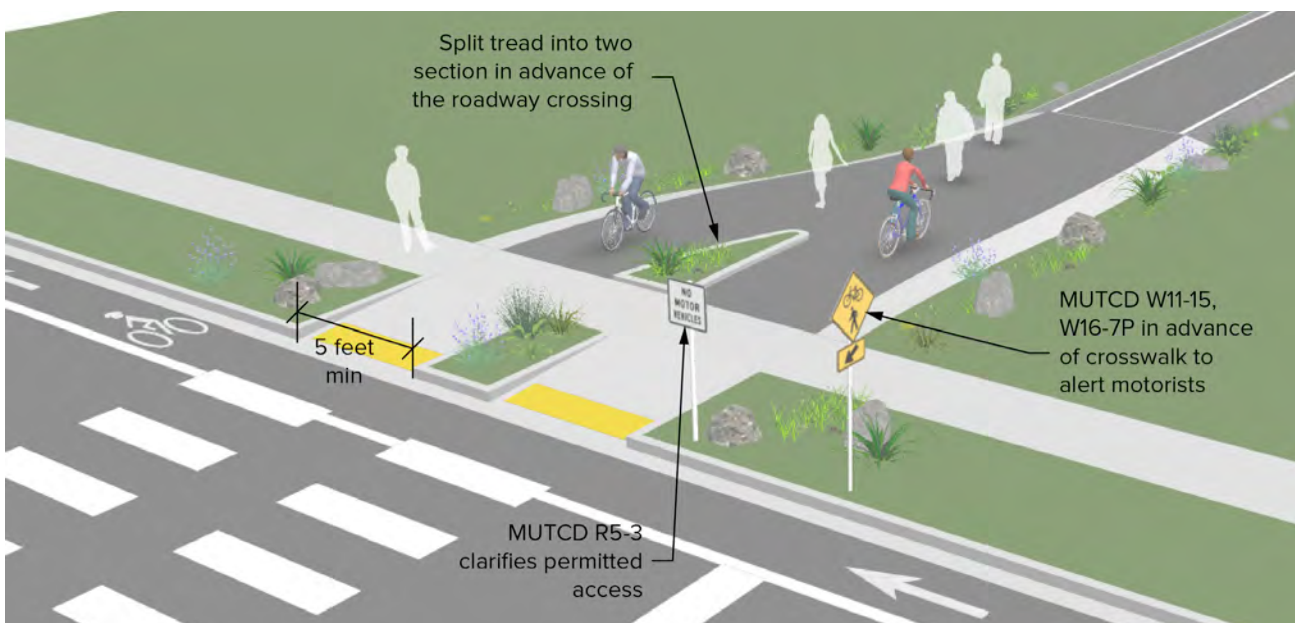 Split tread into two
section in advance of
the roadway crossing
NO
MOTOR
VEHICLES
MUTCD W11-15,
W16-7P in advance
of crosswalk to
alert motorists
5 feet
min
MUTCD R5-3
clarifies permitted
access